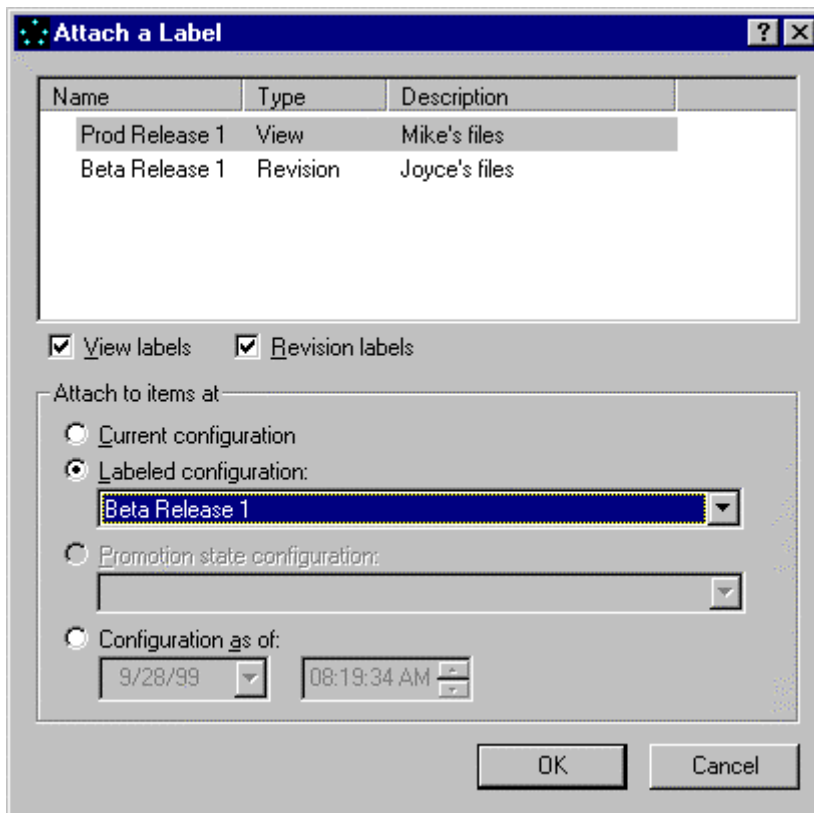 Attach a Label
Name Type Description
Prod Release 1 View Mike's files
Beta Release 1 Revision Joyce's files
View labels Revision labels
Attach to items at
Current configuration
Labeled configuration:
Beta Release 1
Promotion state configuration:
Configuration as of:
9/28/99 08:19:34 AM
OK Cancel